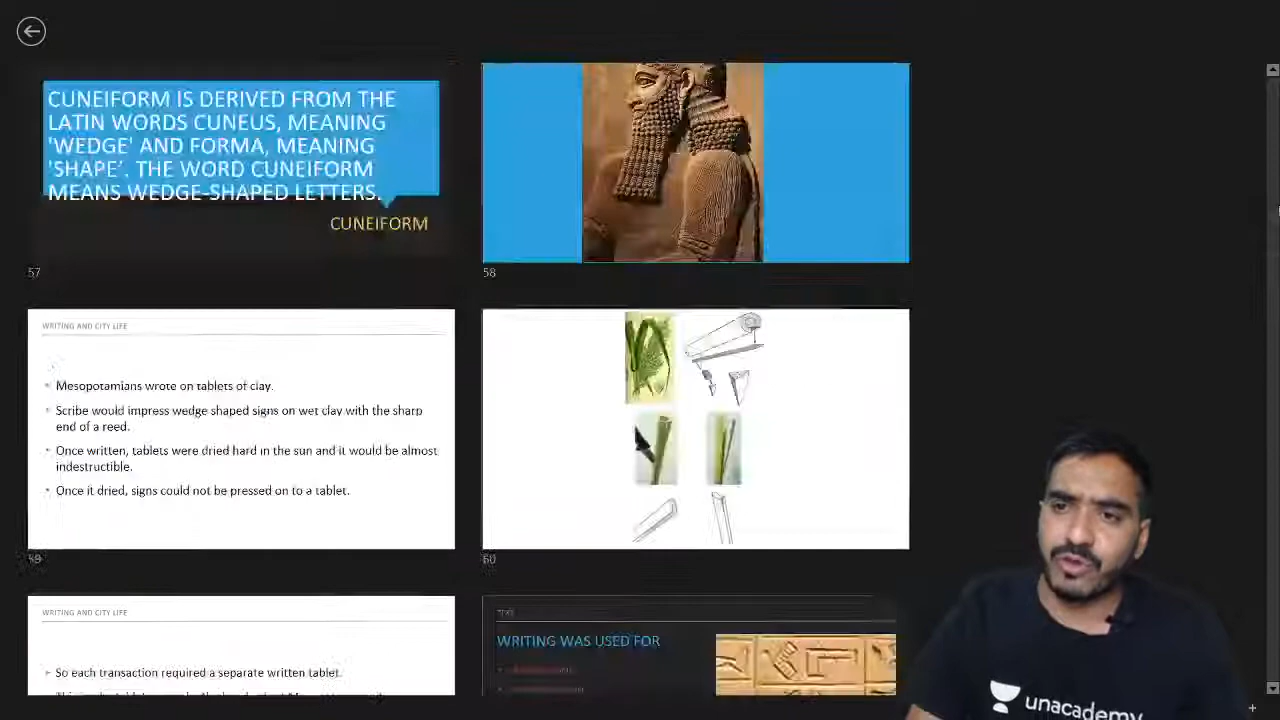 CUNEIFORM IS DERIVED FROM THE
LATIN WORDS CUNEUS, MEANING
'WEDGE' AND FORMA, MEANING
'SHAPE'. THE WORD CUNEIFORM
MEANS WEDGE-SHAPED LETTERS.
CUNEIFORM
57
58
WRITING AND CITY LIFE
Mesopotamians wrote on tablets of clay.
Scribe would impress wedge shaped signs on wet clay with the sharp
end of a reed.
Once written, tablets were dried hard in the sun and it would be almost
indestructible.
Once it dried, signs could not be pressed on to a tablet.
59
60
WRITING AND CITY LIFE
So each transaction required a separate written tablet.
WRITING WAS USED FOR
unacademy